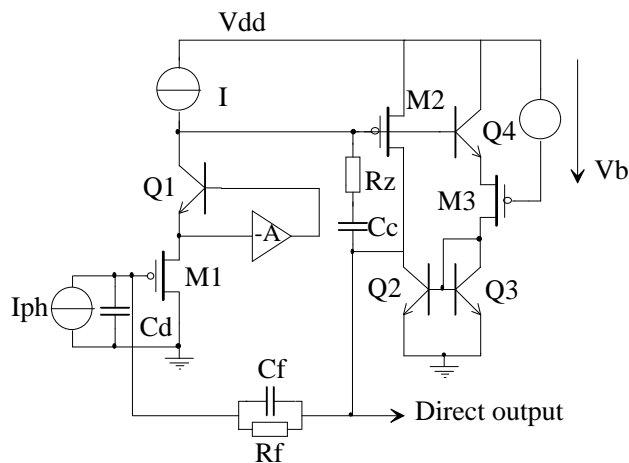 Vdd
I
M2
Q4
Rz
Vb
Q1
M3
-A
Cc
M1
Iph
Cd
Q2
Q3
Cf
Direct output
Rf